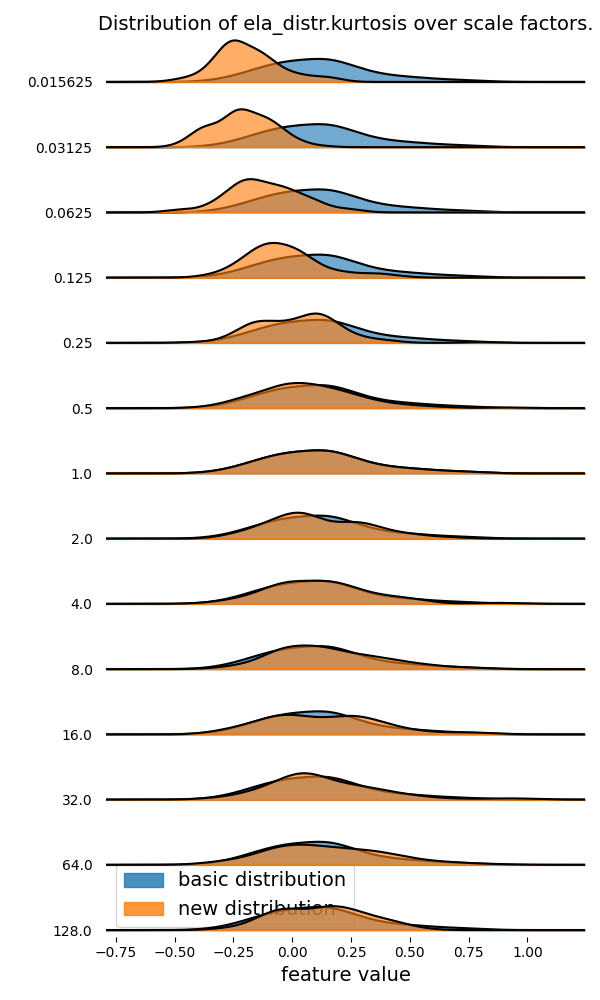 Distribution of ela_distr.kurtosis over scale factors.
0.015625
0.03125
0.0625
0.125
0.25
0.5
1.0
2.0
4.0
8.0
16.0
32.0
64.0
basic distribution
new distribution
128.0
−0.75 −0.50 −0.25 0.00 0.25 0.50 0.75 1.00
feature value